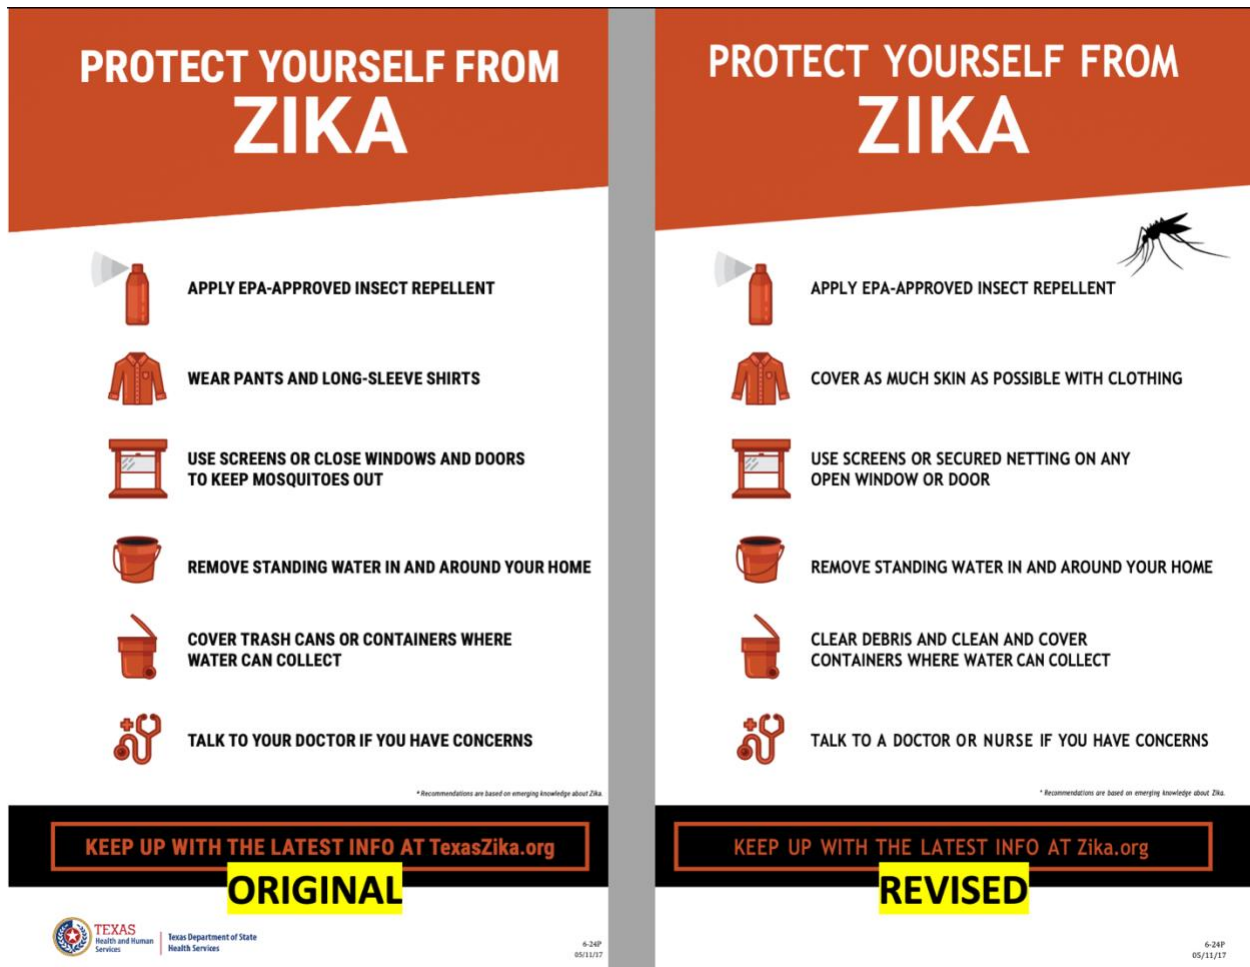 PROTECT YOURSELF FROM
ZIKA
APPLY EPA-APPROVED INSECT REPELLENT
WEAR PANTS AND LONG-SLEEVE SHIRTS
USE SCREENS OR CLOSE WINDOWS AND DOORS
TO KEEP MOSQUITOES OUT
REMOVE STANDING WATER IN AND AROUND YOUR HOME
COVER TRASH CANS OR CONTAINERS WHERE
WATER CAN COLLECT
TALK TO YOUR DOCTOR IF YOU HAVE CONCERNS
* Recommendations are based on emerging knowledge about Zika.
KEEP UP WITH THE LATEST INFO AT TexasZika.org
ORIGINAL
TEXAS
Health and Human
Services
Texas Department of State
Health Services
6-24P
05/11/17
PROTECT YOURSELF FROM
ZIKA
APPLY EPA-APPROVED INSECT REPELLENT
COVER AS MUCH SKIN AS POSSIBLE WITH CLOTHING
USE SCREENS OR SECURED NETTING ON ANY
OPEN WINDOW OR DOOR
REMOVE STANDING WATER IN AND AROUND YOUR HOME
CLEAR DEBRIS AND CLEAN AND COVER
CONTAINERS WHERE WATER CAN COLLECT
TALK TO A DOCTOR OR NURSE IF YOU HAVE CONCERNS
* Recommendations are based on emerging knowledge about Zika.
KEEP UP WITH THE LATEST INFO AT Zika.org
REVISED
6-24P
05/11/17